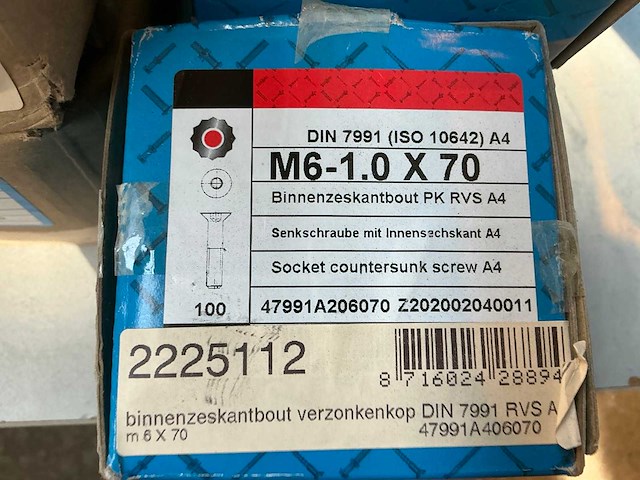 DIN 7991 (ISO 10642) A4
M6-1.0 X 70
Binnenzeskantbout PK RVS A4
Senkschraube mit Innensechskant A4
Socket countersunk screw A4
100
47991A206070 Z202002040011
2225112
8 716024 28894
binnenzeskantbout verzonkenkop DIN 7991 RVS A
m 6 X 70
47991A406070